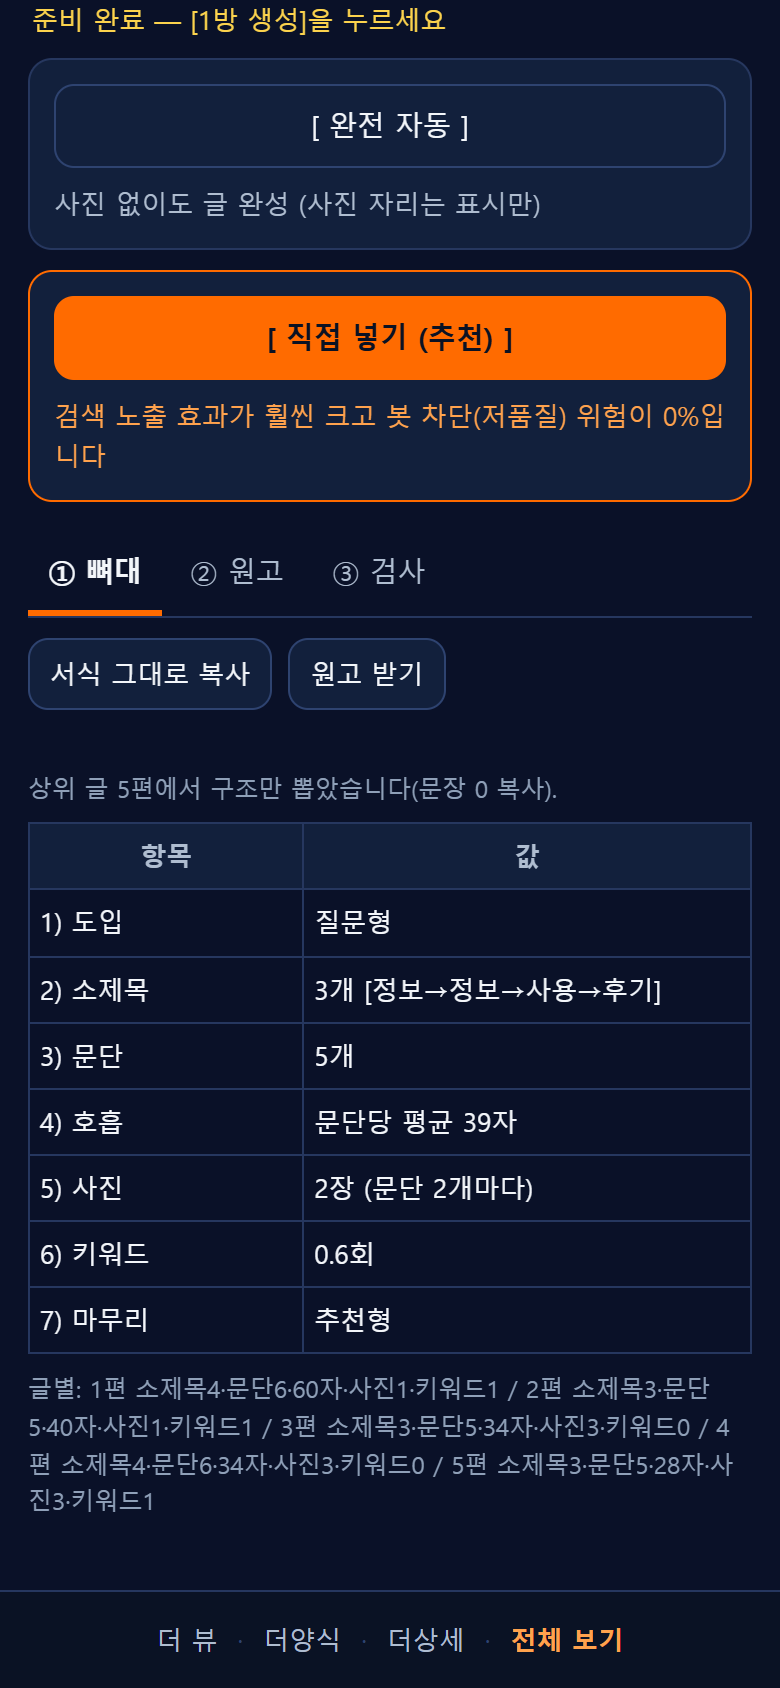 준비 완료 — [1방 생성]을 누르세요
[ 완전 자동 ]
사진 없이도 글 완성 (사진 자리는 표시만)
[ 직접 넣기 (추천) ]
검색 노출 효과가 훨씬 크고 봇 차단(저품질) 위험이 0%입
니다
① 뼈대 ② 원고 ③ 검사
서식 그대로 복사 원고 받기
상위 글 5편에서 구조만 뽑았습니다(문장 0 복사).
항목 값
1) 도입 질문형
2) 소제목 3개 [정보→정보→사용→후기]
3) 문단 5개
4) 호흡 문단당 평균 39자
5) 사진 2장 (문단 2개마다)
6) 키워드 0.6회
7) 마무리 추천형
글별: 1편 소제목4·문단6·60자·사진1·키워드1 / 2편 소제목3·문단
5·40자·사진1·키워드1 / 3편 소제목3·문단5·34자·사진3·키워드0 / 4
편 소제목4·문단6·34자·사진3·키워드0 / 5편 소제목3·문단5·28자·사
진3·키워드1
더 뷰 · 더양식 · 더상세 · 전체 보기